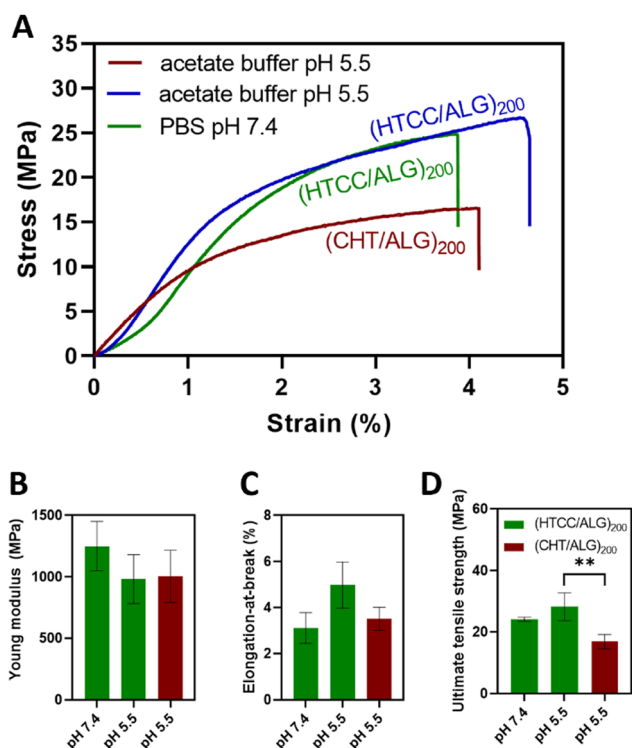 A
acetate buffer pH 5.5
acetate buffer pH 5.5
PBS pH 7.4
(HTCC/ALG)200
(HTCC/ALG)200
(CHT/ALG)200
Stress (MPa)
35
30
25
20
15
10
5
0
0 1 2 3 4 5
Strain (%)
B
Young modulus
(MPa)
1500
1000
500
0
pH 7.4 pH 5.5 pH 5.5
C
Elongation-at-break (%)
8
6
4
2
0
pH 7.4 pH 5.5 pH 5.5
D
Ultimate tensile strength (MPa)
60
40
20
0
(HTCC/ALG)200
(CHT/ALG)200
**
pH 7.4 pH 5.5 pH 5.5